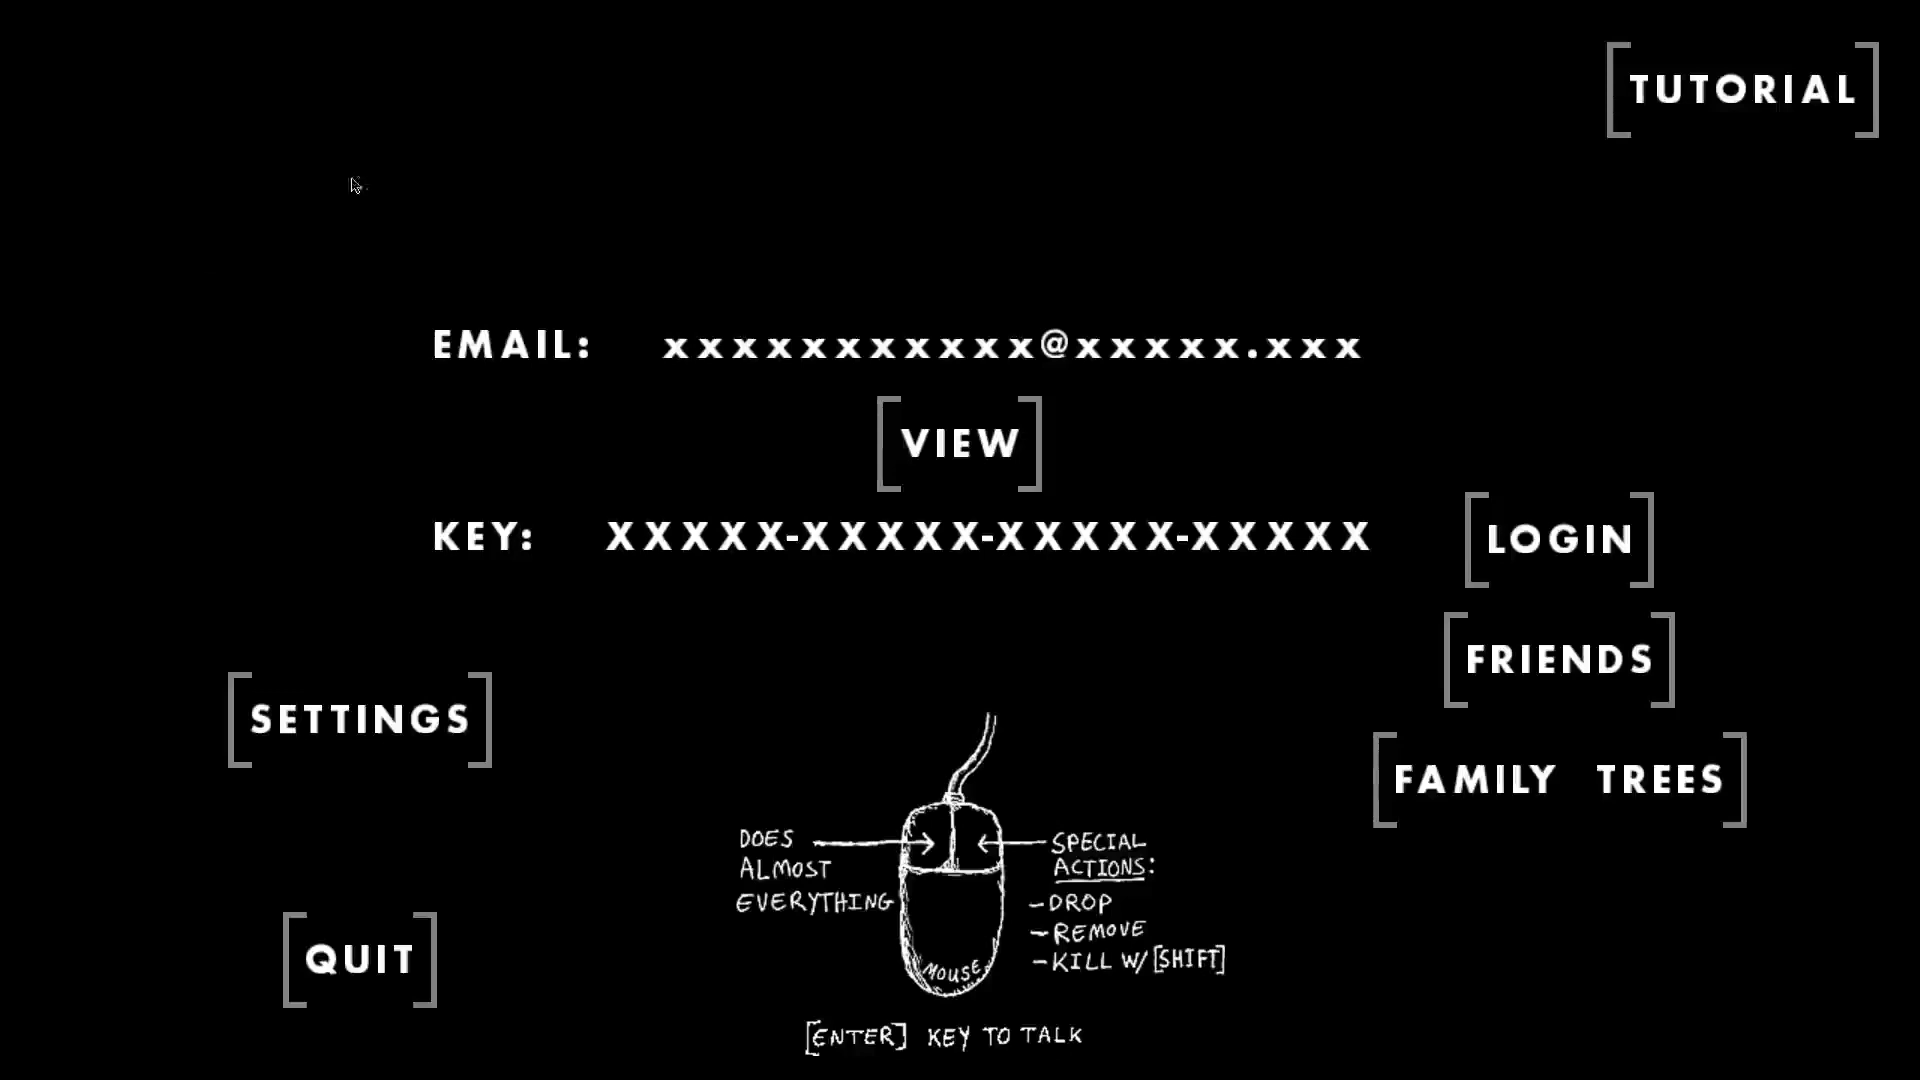 TUTORIAL
EMAIL: xxxxxxxxxxx@xxxxx.xxx
VIEW
KEY: XXXXX-XXXXX-XXXXX-XXXXX
LOGIN
FRIENDS
SETTINGS
FAMILY TREES
DOES ALMOST EVERYTHING
SPECIAL ACTIONS:
-DROP
-REMOVE
-KILL W/[SHIFT]
MOUSE
QUIT
[ENTER] KEY TO TALK